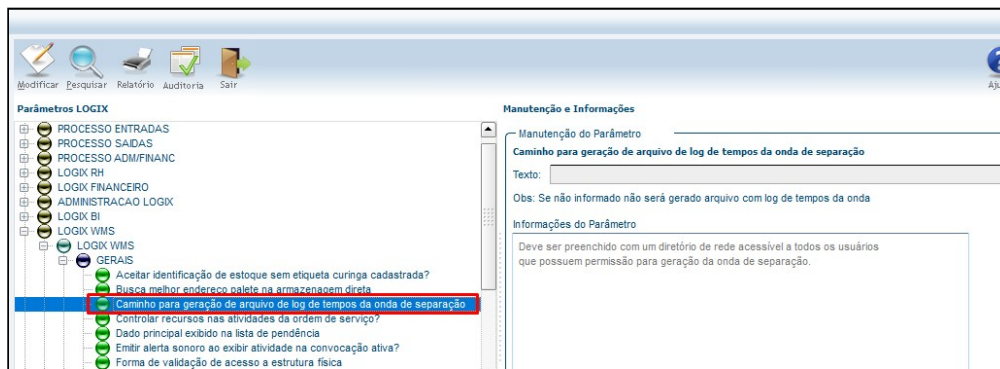 Modificar Pesquisar Relatório Auditoria Sair
Parâmetros LOGIX
PROCESSO ENTRADAS
PROCESSO SAIDAS
PROCESSO ADM/FINANC
LOGIX RH
LOGIX FINANCEIRO
ADMINISTRACAO LOGIX
LOGIX BI
LOGIX WMS
LOGIX WMS
GERAIS
Aceitar identificação de estoque sem etiqueta curinga cadastrada?
Busca melhor endereço palete na armazenagem direta
Caminho para geração de arquivo de log de tempos da onda de separação
Controlar recursos nas atividades da ordem de serviço?
Dado principal exibido na lista de pendência
Emitir alerta sonoro ao exibir atividade na convocação ativa?
Forma de validação de acesso a estrutura física
Manutenção e Informações
Manutenção do Parâmetro
Caminho para geração de arquivo de log de tempos da onda de separação
Texto:
Obs: Se não informado não será gerado arquivo com log de tempos da onda
Informações do Parâmetro
Deve ser preenchido com um diretório de rede acessível a todos os usuários
que possuem permissão para geração da onda de separação.